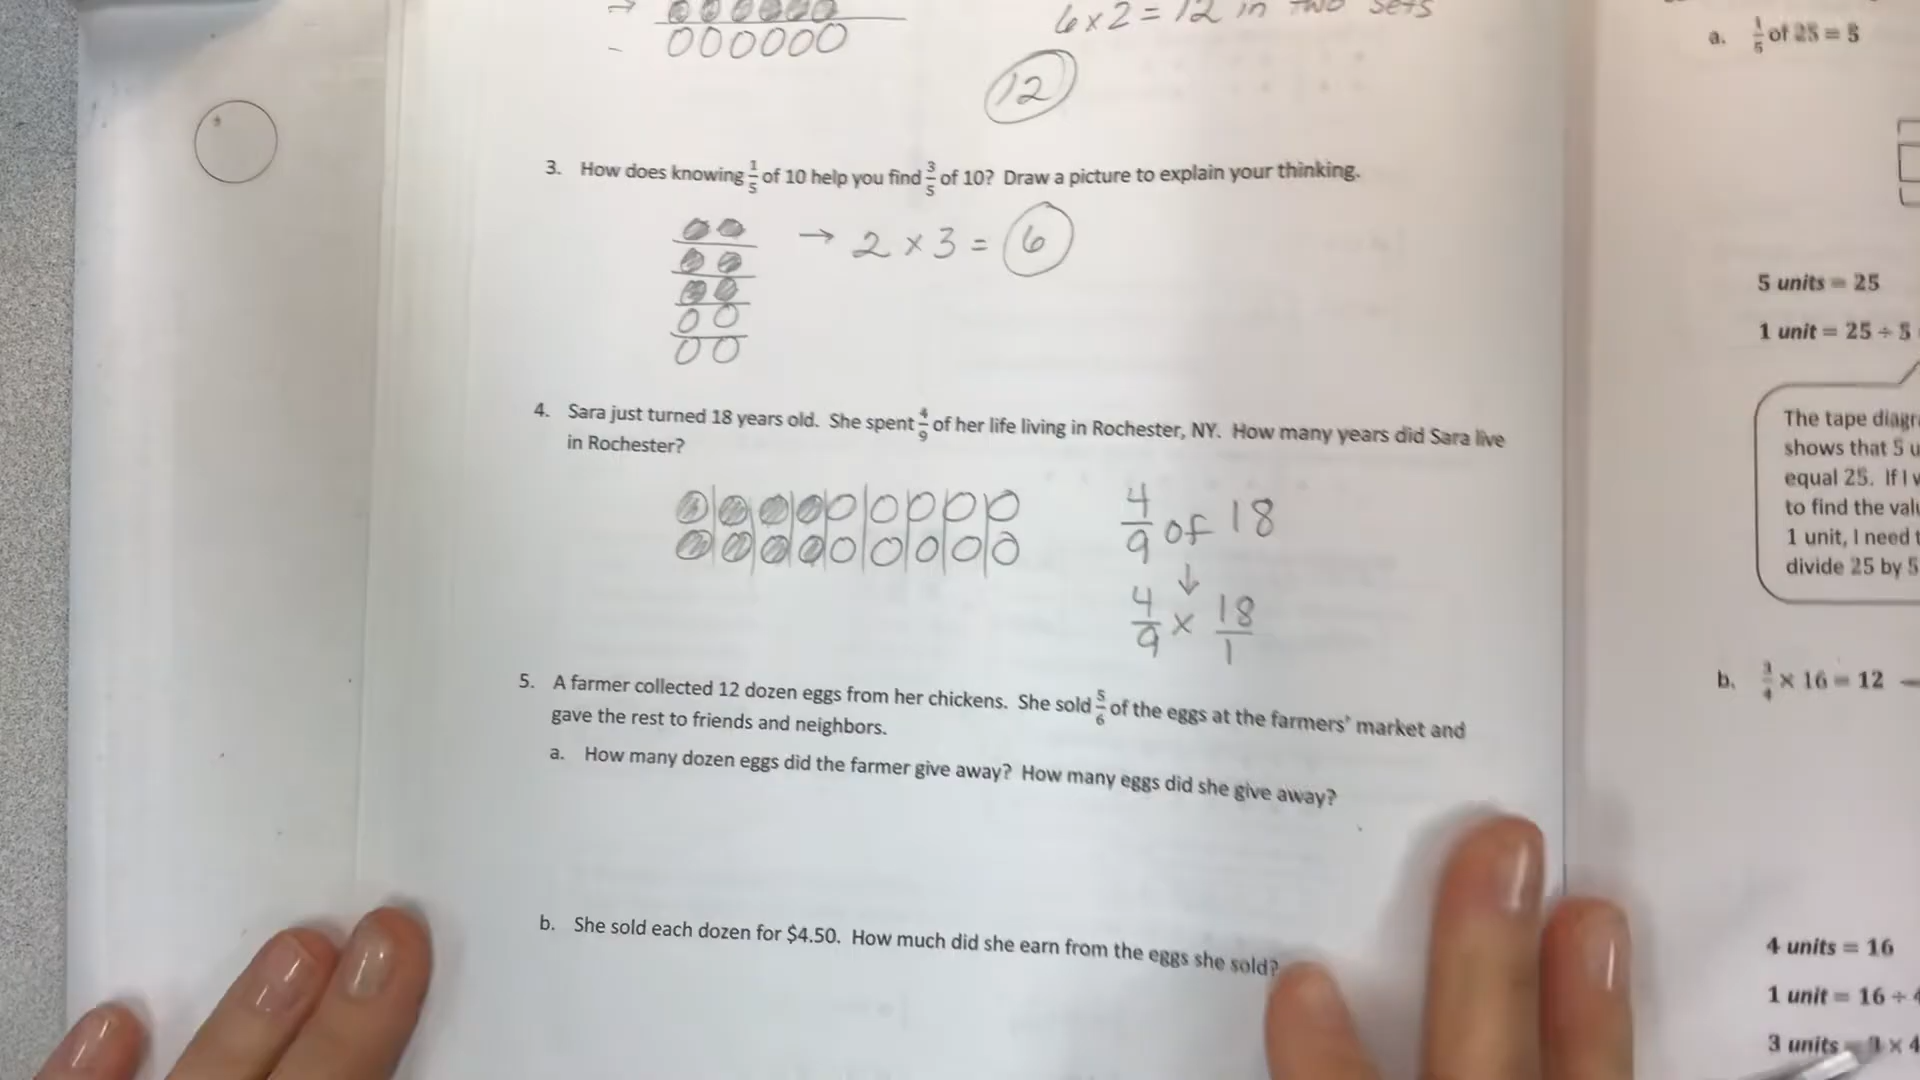 6 x 2 = 12 in two sets
12
3. How does knowing 1/5 of 10 help you find 3/5 of 10? Draw a picture to explain your thinking.
→ 2 x 3 = 6
4. Sara just turned 18 years old. She spent 4/9 of her life living in Rochester, NY. How many years did Sara live
in Rochester?
4/9 of 18
↓
4/9 x 18/1
5. A farmer collected 12 dozen eggs from her chickens. She sold 5/6 of the eggs at the farmers' market and
gave the rest to friends and neighbors.
a. How many dozen eggs did the farmer give away? How many eggs did she give away?
b. She sold each dozen for $4.50. How much did she earn from the eggs she sold?
a. 1/5 of 25 = 5
5 units = 25
1 unit = 25 ÷ 5
The tape
shows that 5
equal 25. If I
to find the
1 unit, I need
divide 25 by 5
b. 3/4 × 16 = 12
4 units = 16
1 unit = 16 ÷ 4
3 units = × 4